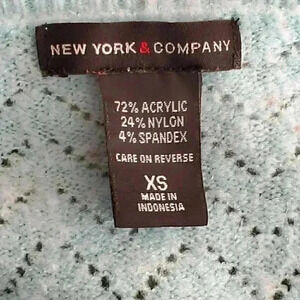 NEW YORK & COMPANY
72% ACRYLIC
24% NYLON
4% SPANDEX
CARE ON REVERSE
XS
MADE IN
INDONESIA